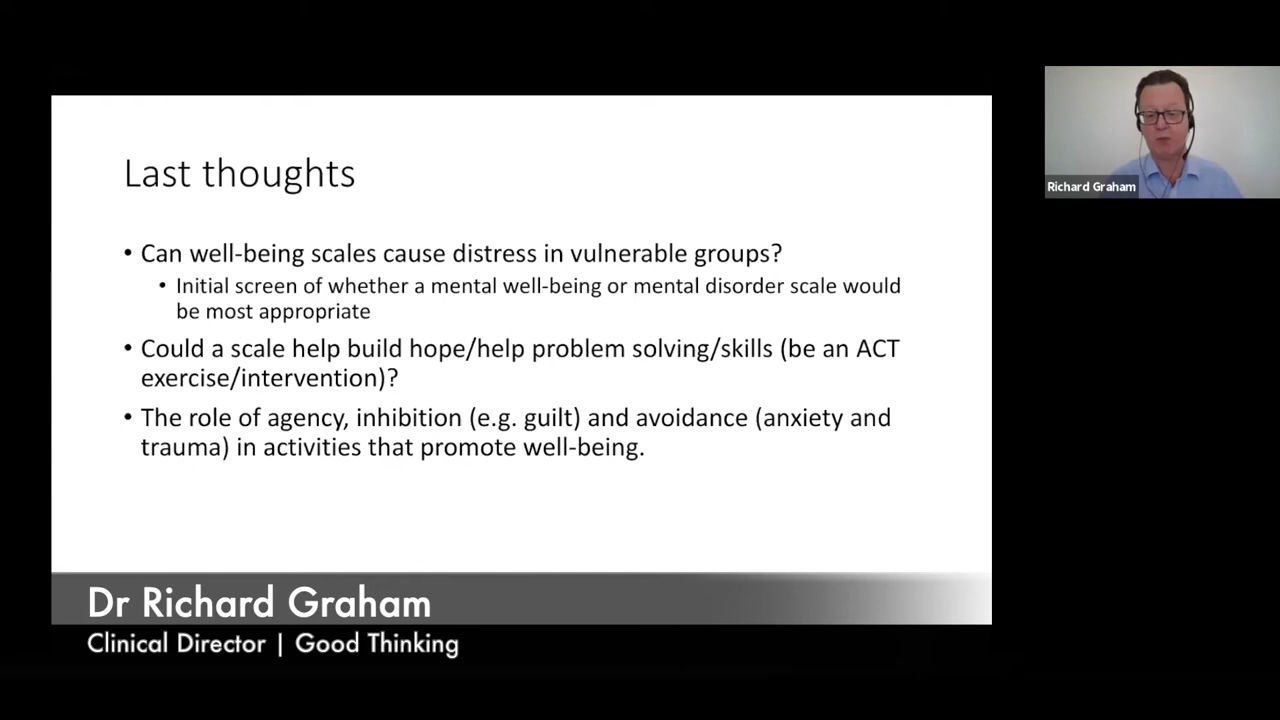 Last thoughts
• Can well-being scales cause distress in vulnerable groups?
• Initial screen of whether a mental well-being or mental disorder scale would
be most appropriate
• Could a scale help build hope/help problem solving/skills (be an ACT
exercise/intervention)?
• The role of agency, inhibition (e.g. guilt) and avoidance (anxiety and
trauma) in activities that promote well-being.
Richard Graham
Dr Richard Graham
Clinical Director | Good Thinking